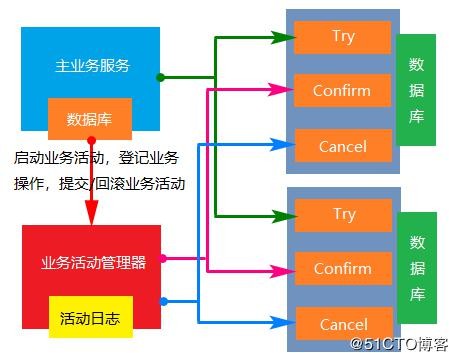 主业务服务
数据库
启动业务活动，登记业务
操作，提交/回滚业务活动
业务活动管理器
活动日志
Try
Confirm
Cancel
数
据
库
Try
Confirm
Cancel
数
据
库
@51CTO博客